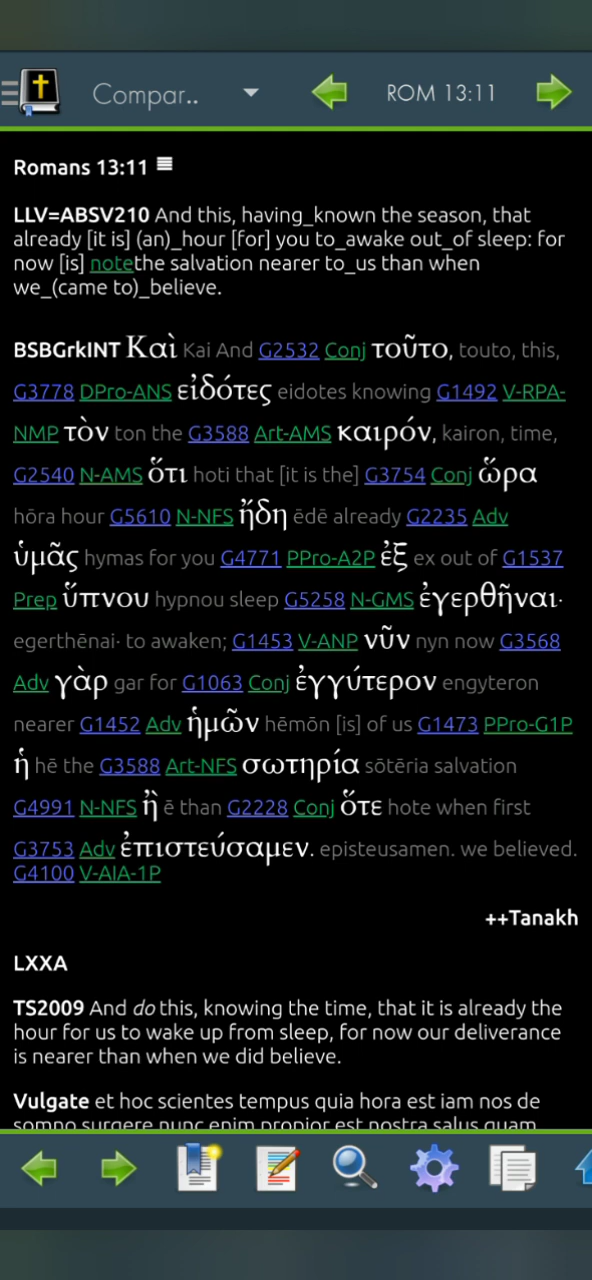 Compar.. ROM 13:11
Romans 13:11
LLV=ABSV210 And this, having_known the season, that
already [it is] (an)_hour [for] you to_awake out_of sleep: for
now [is] notethe salvation nearer to_us than when
we_(came to)_believe.
BSBGrkINT Καὶ Kai And G2532 Conj τοῦτο, touto, this,
G3778 DPro-ANS εἰδότες eidotes knowing G1492 V-RPA-
NMP τὸν ton the G3588 Art-AMS καιρόν, kairon, time,
G2540 N-AMS ὅτι hoti that [it is the] G3754 Conj ὥρα
hōra hour G5610 N-NFS ἤδη ēdē already G2235 Adv
ὑμᾶς hymas for you G4771 PPro-A2P ἐξ ex out of G1537
Prep ὕπνου hypnou sleep G5258 N-GMS ἐγερθῆναι·
egerthēnai· to awaken; G1453 V-ANP νῦν nyn now G3568
Adv γὰρ gar for G1063 Conj ἐγγύτερον engyteron
nearer G1452 Adv ἡμῶν hēmōn [is] of us G1473 PPro-G1P
ἡ hē the G3588 Art-NFS σωτηρία sōtēria salvation
G4991 N-NFS ἢ ē than G2228 Conj ὅτε hote when first
G3753 Adv ἐπιστεύσαμεν. episteusamen. we believed.
G4100 V-AIA-1P
++Tanakh
LXXA
TS2009 And do this, knowing the time, that it is already the
hour for us to wake up from sleep, for now our deliverance
is nearer than when we did believe.
Vulgate et hoc scientes tempus quia hora est iam nos de
somno surgere nunc enim propior est nostra salus quam